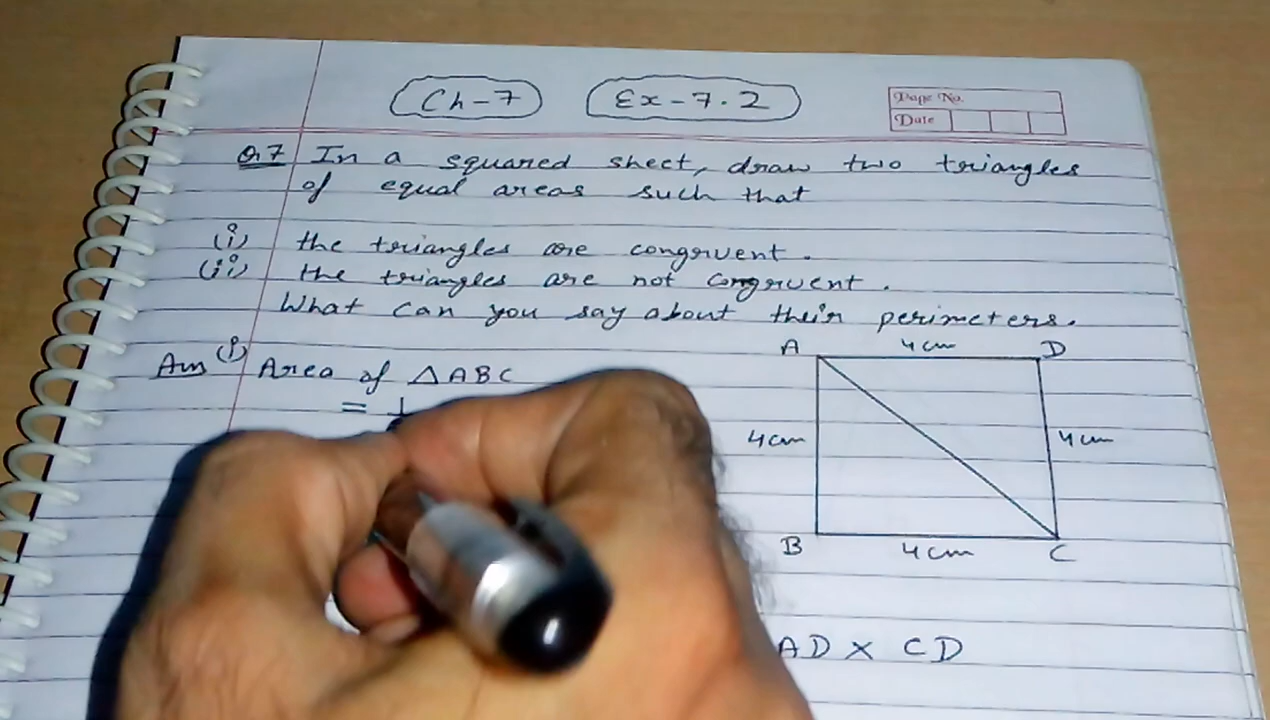 Ch-7 Ex-7.2
Page No.
Date
Q.7 In a squared sheet, draw two triangles
of equal areas such that
(i) the triangles are congruent.
(ii) the triangles are not congruent.
What can you say about their perimeters.
A 4cm D
Ans (i) Area of △ABC
=
4cm 4cm
B 4cm C
AD × CD